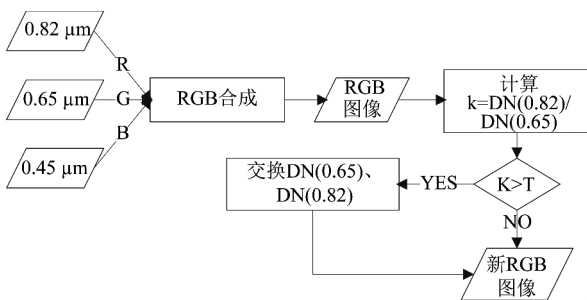 0.82 μm
R
0.65 μm
G
B
0.45 μm
RGB合成
RGB
图像
计算
k=DN(0.82)/
DN(0.65)
K>T
YES
NO
交换DN(0.65)、
DN(0.82)
新RGB
图像